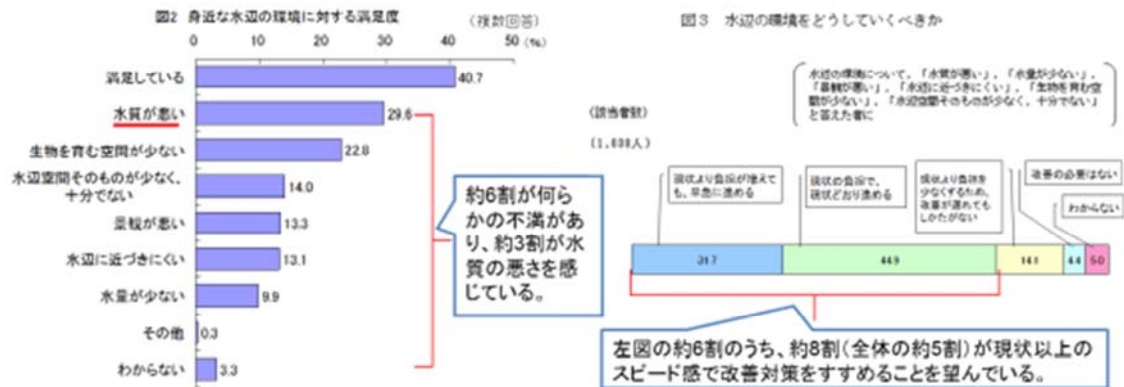 図2 身近な水辺の環境に対する満足度
（複数回答）
0 10 20 30 40 50 (%)
満足している 40.7
水質が悪い 29.6
生物を育む空間が少ない 22.8
水辺空間そのものが少なく、
十分でない 14.0
景観が悪い 13.3
水辺に近づきにくい 13.1
水量が少ない 9.9
その他 0.3
わからない 3.3
約6割が何ら
かの不満があ
り、約3割が水
質の悪さを感
じている。
図3 水辺の環境をどうしていくべきか
水辺の環境について、「水質が悪い」、「水量が少ない」、
「景観が悪い」、「水辺に近づきにくい」、「生物を育む空
間が少ない」、「水辺空間そのものが少なく、十分でない」
と答えた者に
(該当者数)
現状より負担が増えて
も、早急に進める
現状の負担で、
現状どおり進める
現状より負担を
少なくするため、
改善が遅れても
しかたがない
改善の必要はない
わからない
31.7 44.9 14.1 4.4 5.0
左図の約6割のうち、約8割(全体の約5割)が現状以上の
スピード感で改善対策をすすめることを望んでいる。